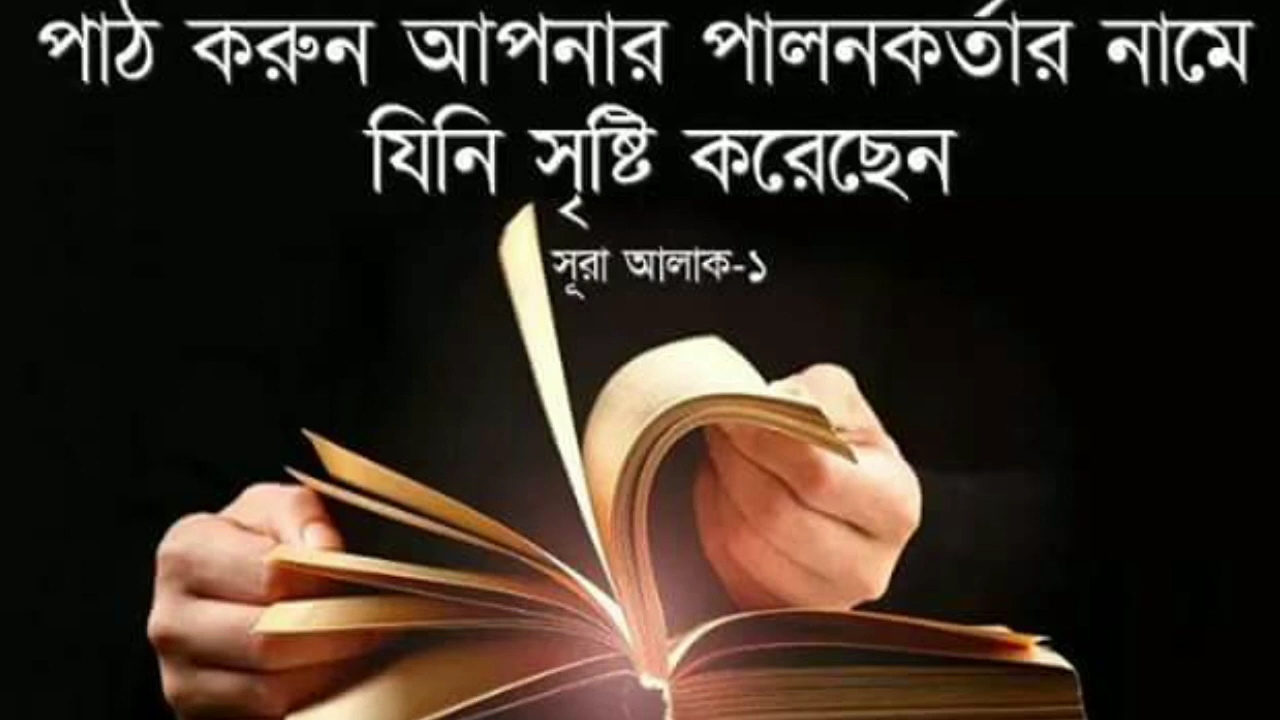 পাঠ করুন আপনার পালনকর্তার নামে
যিনি সৃষ্টি করেছেন
সূরা আলাক-১